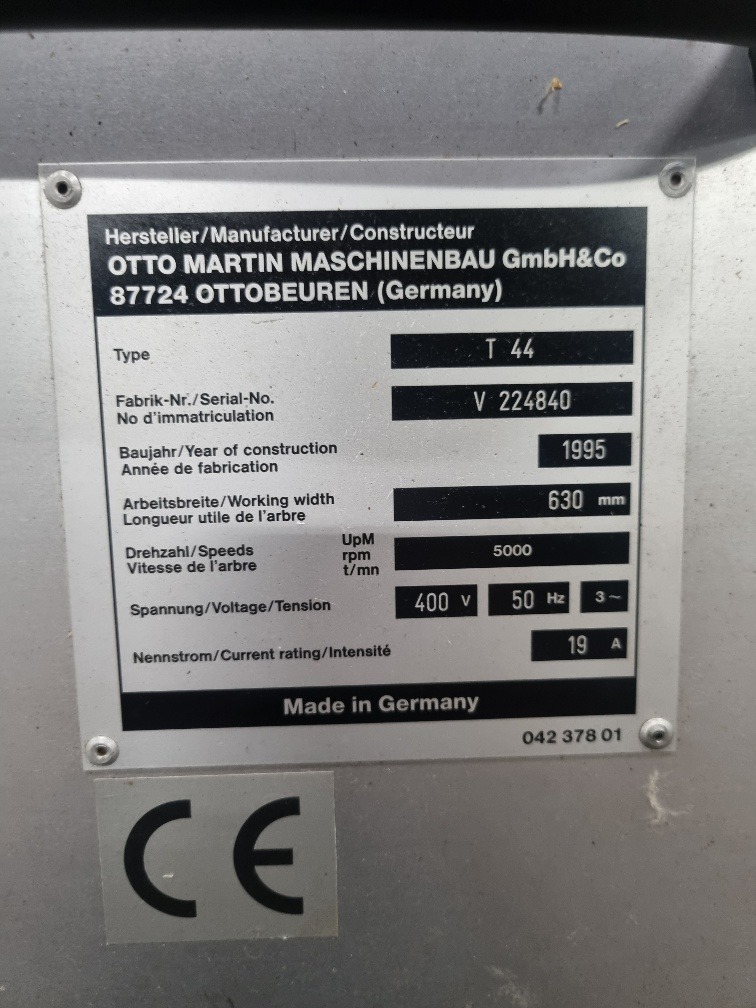 Hersteller/Manufacturer/Constructeur
OTTO MARTIN MASCHINENBAU GmbH&Co
87724 OTTOBEUREN (Germany)
Type T 44
Fabrik-Nr./Serial-No. V 224840
No d'immatriculation
Baujahr/Year of construction 1995
Année de fabrication
Arbeitsbreite/Working width 630 mm
Longueur utile de l'arbre
UpM
Drehzahl/Speeds rpm 5000
Vitesse de l'arbre t/mn
Spannung/Voltage/Tension 400 V 50 Hz 3~
Nennstrom/Current rating/Intensité 19 A
Made in Germany
042 378 01
CE